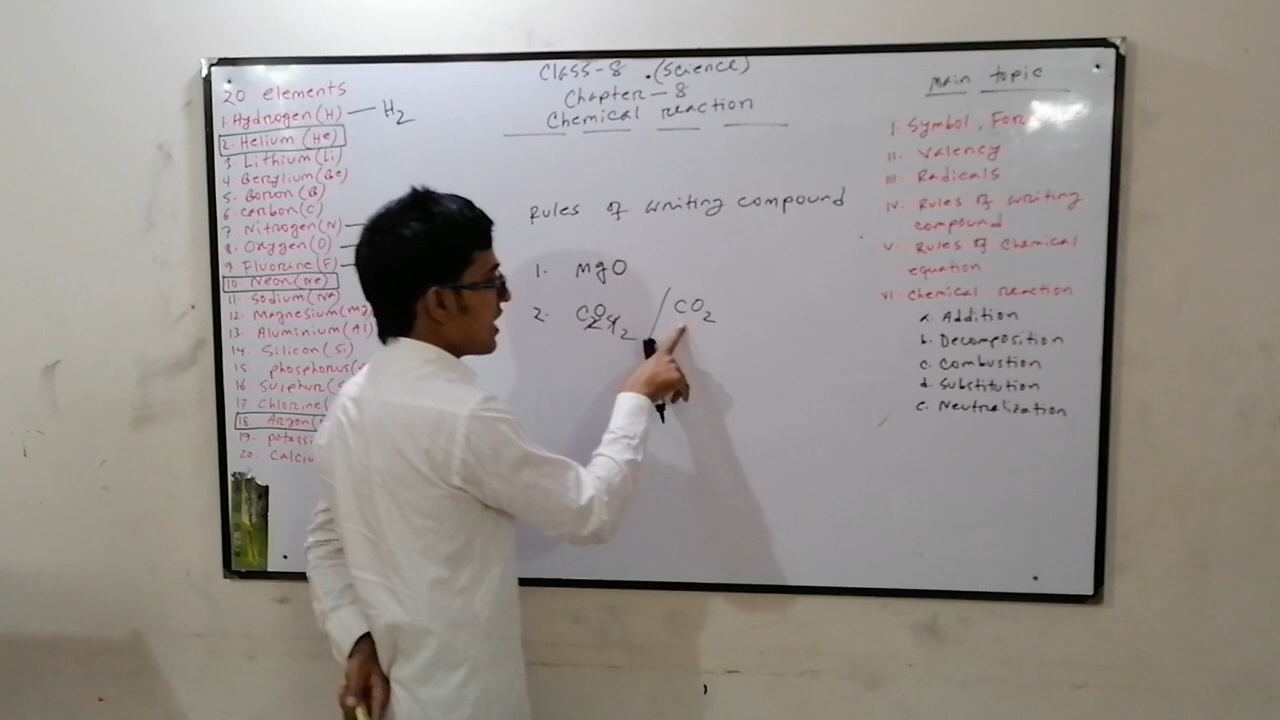 Class-8 .(Science)
Chapter-8
Chemical reaction
20 elements
1. Hydrogen (H) — H2
2. Helium (He)
3. Lithium (Li)
4. Berylium (Be)
5. Boron (B)
6. Carbon (C)
7. Nitrogen (N)
8. Oxygen (O)
9. Fluorine (F)
10. Neon (Ne)
11. Sodium (Na)
12. Magnesium (Mg)
13. Aluminium (Al)
14. Silicon (Si)
15. phosphorus
16. Sulphur (S
17. Chlorine (
18. Argon (
19. potassi
20. Calciu
Rules of writing compound
1. MgO
2. / CO2
Main topic
I. Symbol,
II. Valency
III. Radicals
IV. Rules of writing
compound
V. Rules of Chemical
equation
VI. Chemical reaction
a. Addition
b. Decomposition
c. Combustion
d. Substitution
e. Neutralization